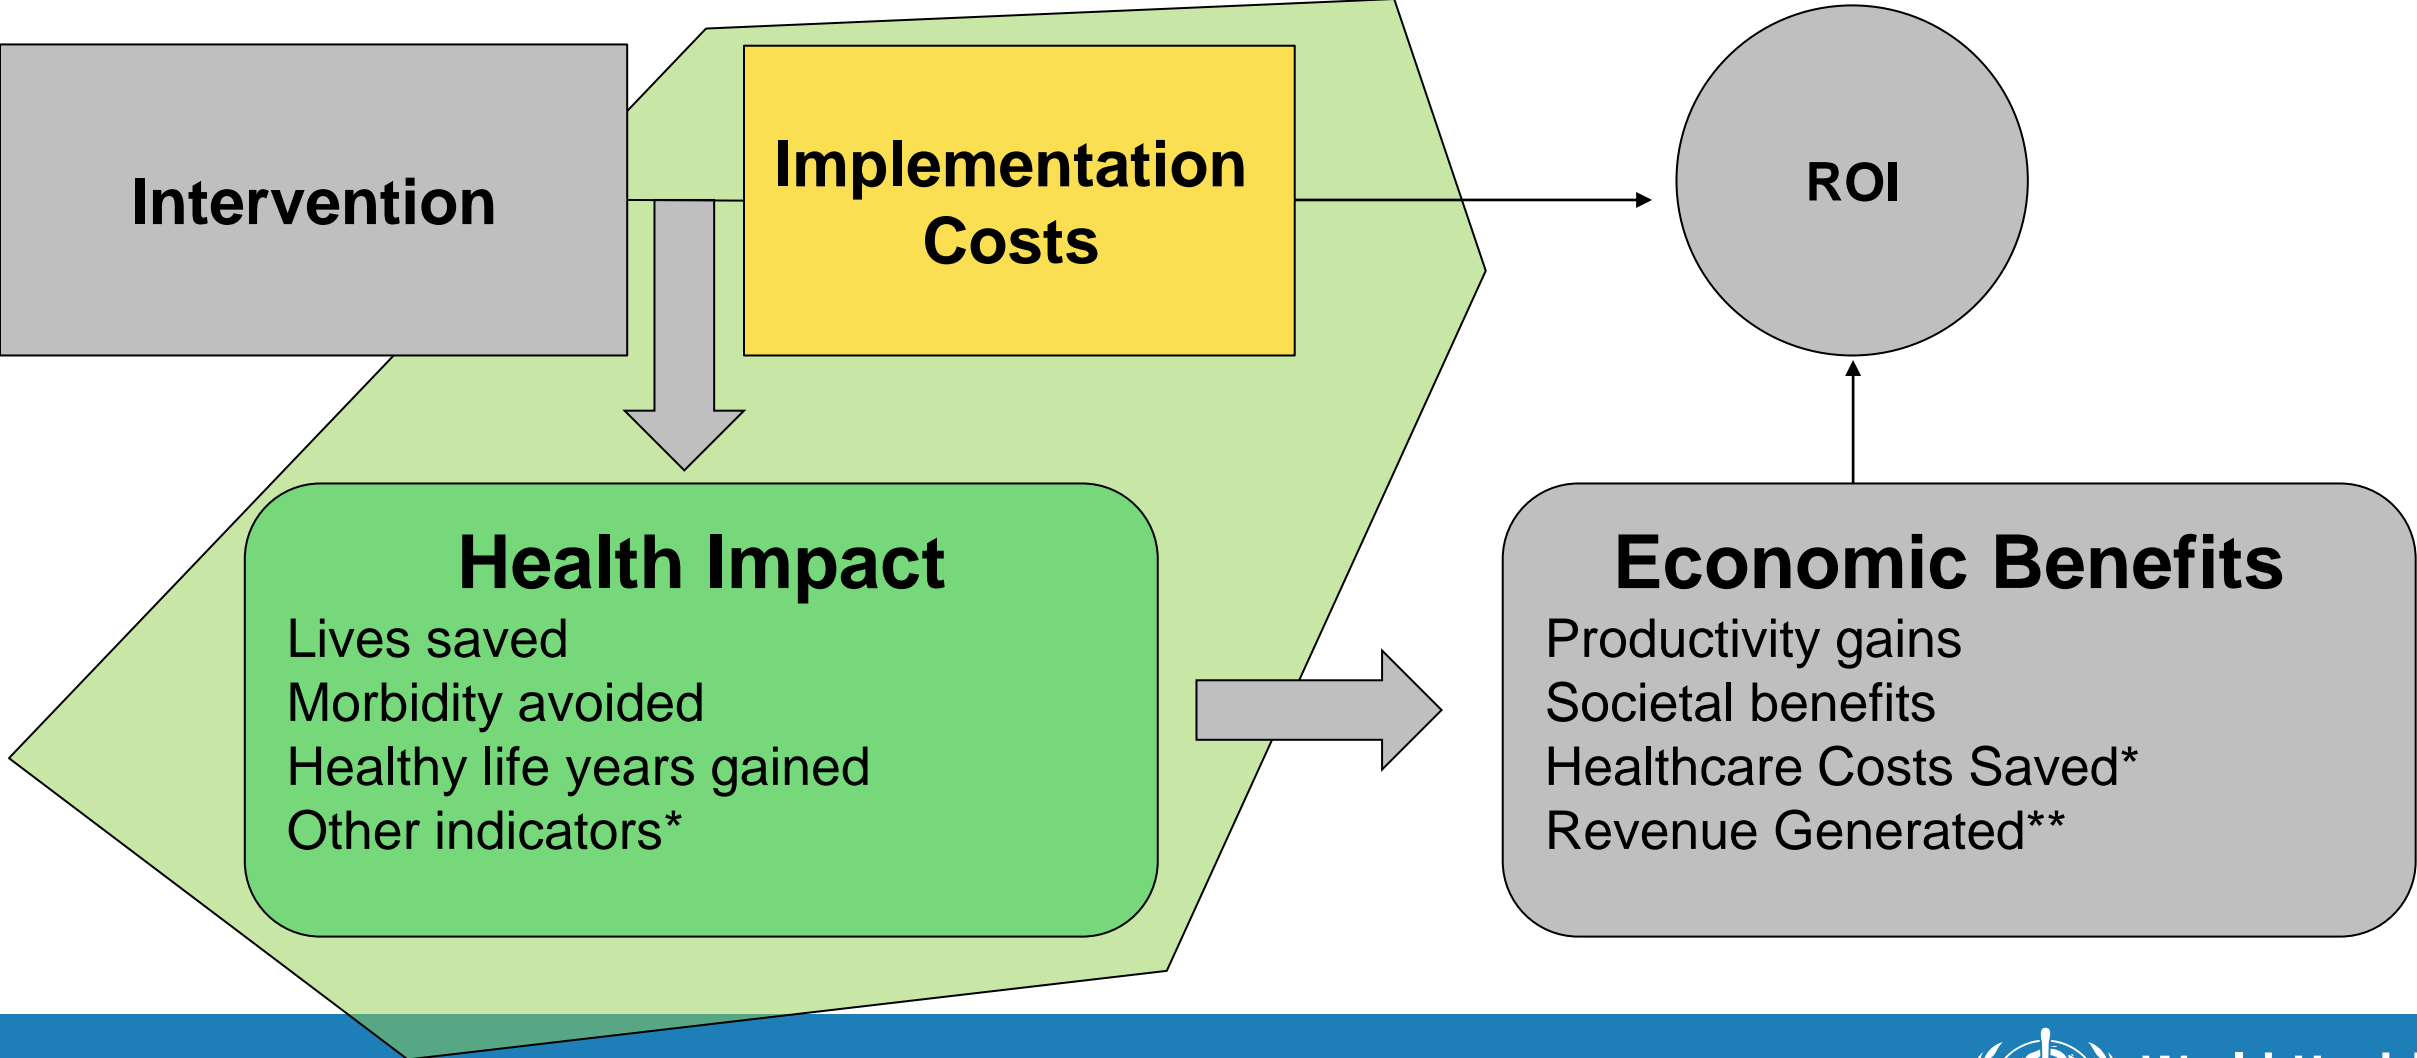 Intervention
Implementation
Costs
ROI
Health Impact
Lives saved
Morbidity avoided
Healthy life years gained
Other indicators*
Economic Benefits
Productivity gains
Societal benefits
Healthcare Costs Saved*
Revenue Generated**